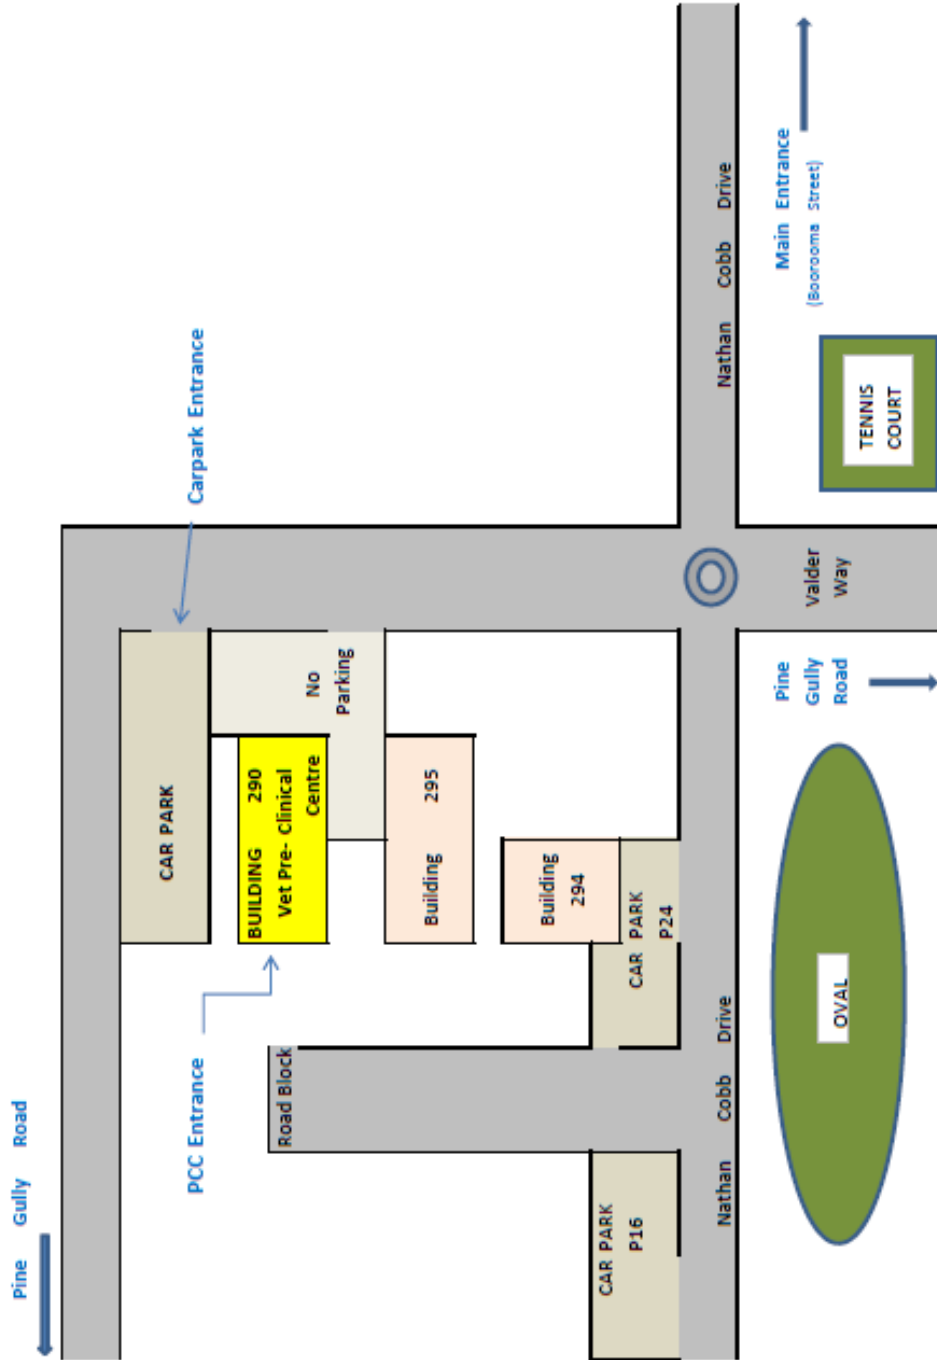 Pine Gully Road
CAR PARK
Carpark Entrance
PCC Entrance
BUILDING 290
Vet Pre- Clinical
Centre
Road Block
No
Parking
Building 295
Building
294
CAR PARK
P16
CAR PARK
P24
Nathan Cobb Drive
Nathan Cobb Drive
Pine
Gully
Road
Valder
Way
Main Entrance
(Boorooma Street)
OVAL
TENNIS
COURT